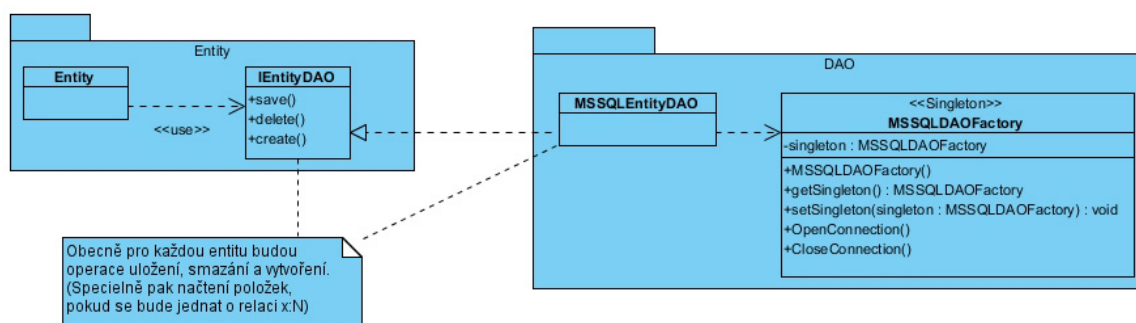 Entity
Entity
<<use>>
IEntityDAO
+save()
+delete()
+create()
DAO
MSSQLEntityDAO
<<Singleton>>
MSSQLDAOFactory
-singleton : MSSQLDAOFactory
+MSSQLDAOFactory()
+getSingleton() : MSSQLDAOFactory
+setSingleton(singleton : MSSQLDAOFactory) : void
+OpenConnection()
+CloseConnection()
Obecně pro každou entitu budou
operace uložení, smazání a vytvoření.
(Specielně pak načtení položek,
pokud se bude jednat o relaci x:N)